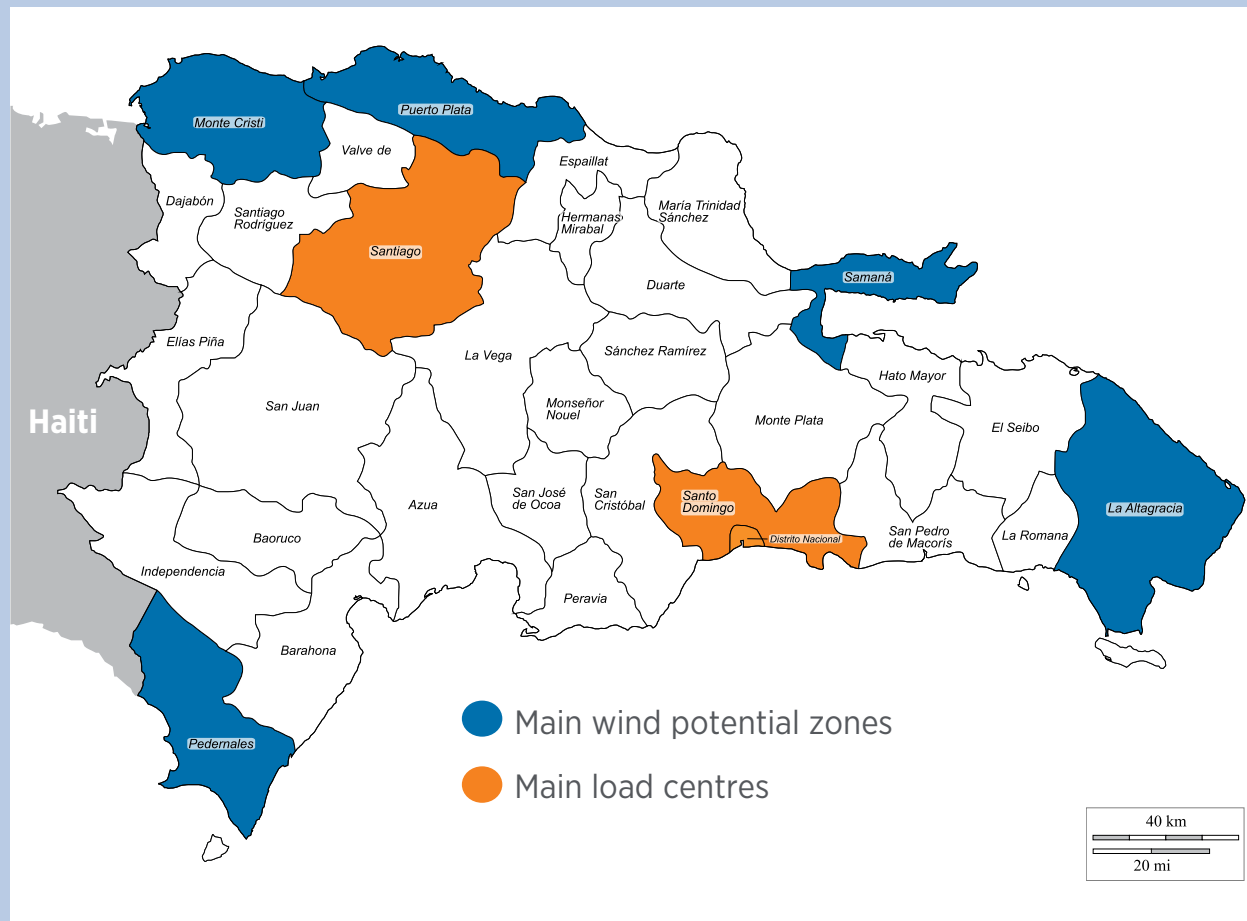 Puerto Plata
Monte Cristi
Valve de
Espaillat
Dajabón
Santiago
Rodríguez
Hermanas
Mirabal
María Trinidad
Sánchez
Santiago
Samaná
Duarte
Elías Piña
La Vega
Sánchez Ramírez
Hato Mayor
San Juan
Monseñor
Nouel
Monte Plata
El Seibo
Haiti
Azua
San José
de Ocoa
San
Cristóbal
Santo
Domingo
La Altagracia
Baoruco
Distrito Nacional
San Pedro
de Macorís
La Romana
Independencia
Peravia
Barahona
Pedernales
Main wind potential zones
Main load centres
40 km
20 mi